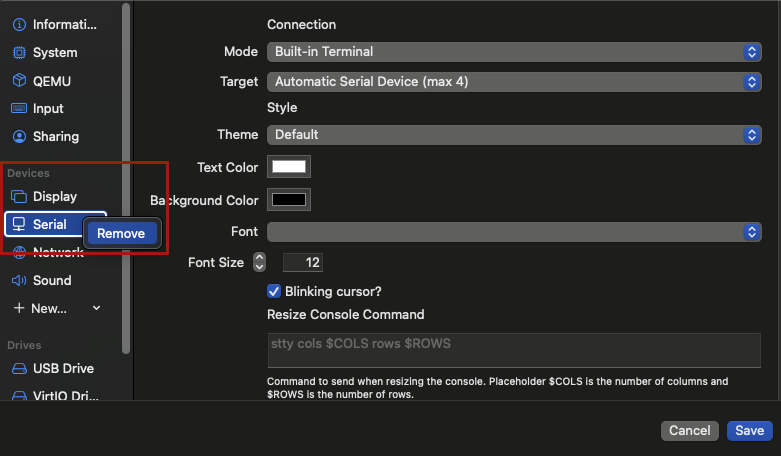 Informati...
System
QEMU
Input
Sharing
Devices
Display
Serial
Remove
Network
Sound
New...
Drives
USB Drive
VirtIO Dri...
Connection
Mode Built-in Terminal
Target Automatic Serial Device (max 4)
Style
Theme Default
Text Color
Background Color
Font
Font Size 12
Blinking cursor?
Resize Console Command
stty cols $COLS rows $ROWS
Command to send when resizing the console. Placeholder $COLS is the number of columns and
$ROWS is the number of rows.
Cancel Save